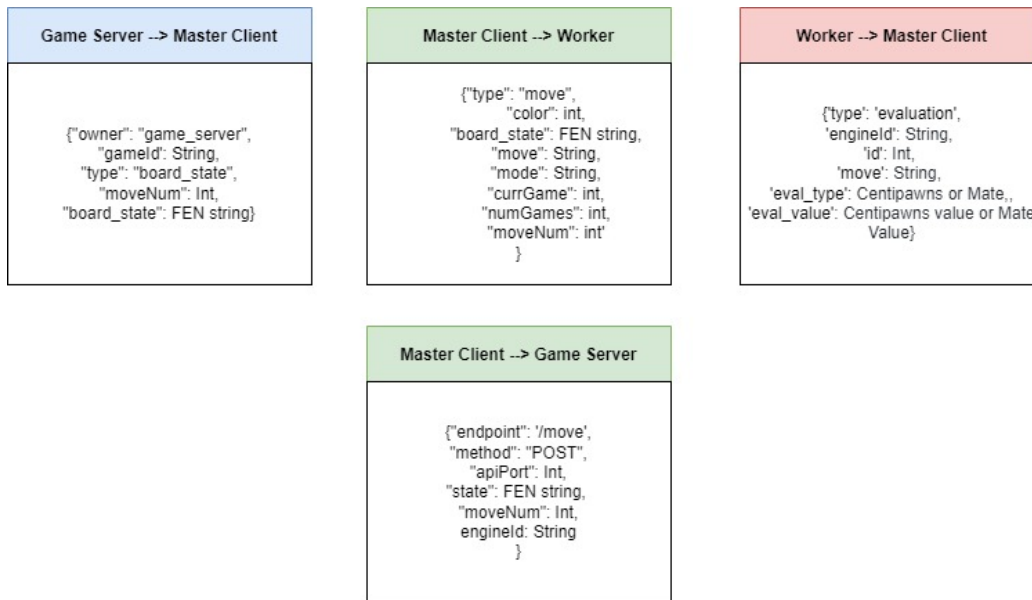 Game Server --> Master Client
{"owner": "game_server",
"gameId': String,
"type": "board_state",
"moveNum": Int,
"board_state": FEN string}
Master Client --> Worker
{"type": "move",
"color": int,
"board_state": FEN string,
"move": String,
"mode": String,
"currGame": int,
"numGames": int,
"moveNum": int'
}
Worker --> Master Client
{'type': 'evaluation',
'engineId': String,
'id': Int,
'move': String,
'eval_type': Centipawns or Mate,,
'eval_value': Centipawns value or Mate
Value}
Master Client --> Game Server
{"endpoint": '/move',
"method": "POST",
"apiPort": Int,
"state": FEN string,
"moveNum": Int,
engineId: String
}